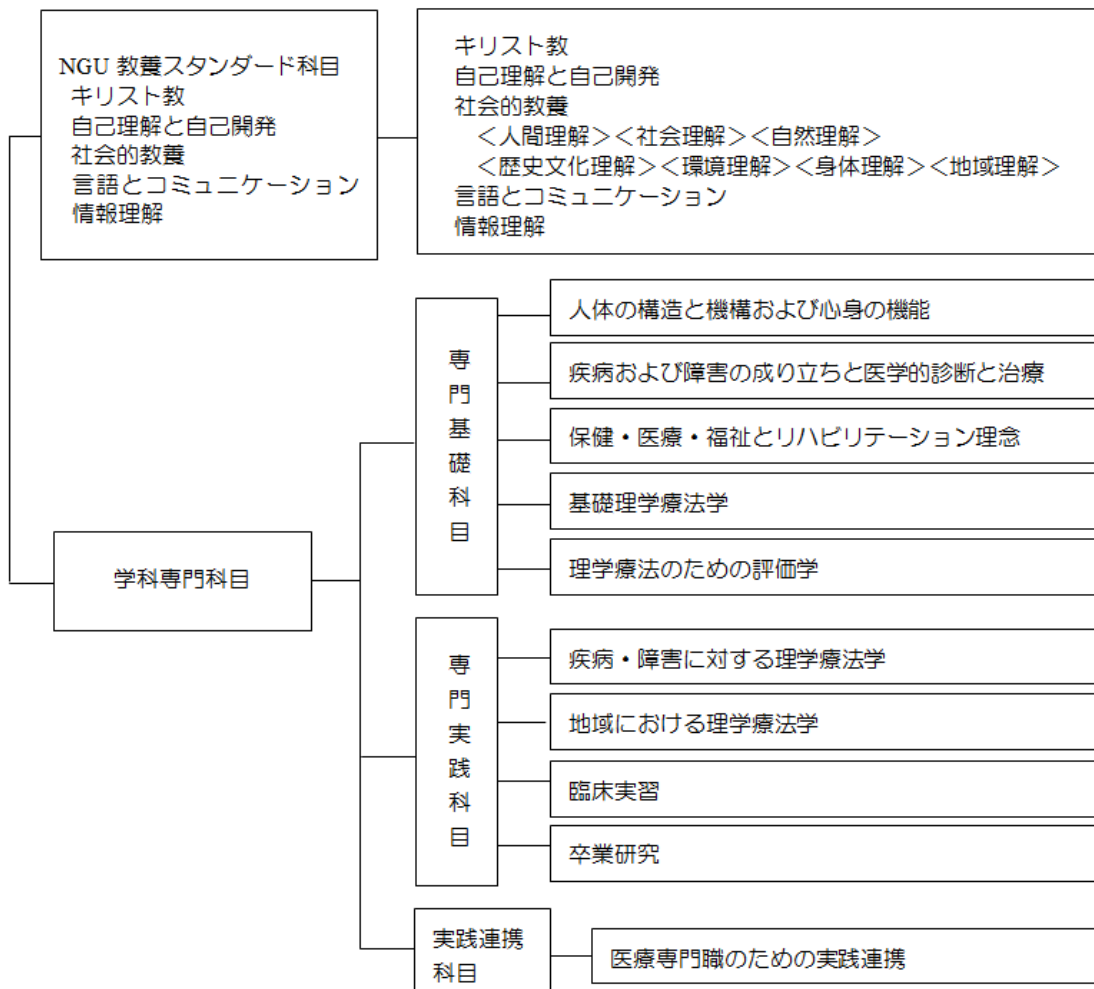 NGU 教養スタンダード科目
キリスト教
自己理解と自己開発
社会的教養
言語とコミュニケーション
情報理解
キリスト教
自己理解と自己開発
社会的教養
＜人間理解＞＜社会理解＞＜自然理解＞
＜歴史文化理解＞＜環境理解＞＜身体理解＞＜地域理解＞
言語とコミュニケーション
情報理解
学科専門科目
専門基礎科目
人体の構造と機構および心身の機能
疾病および障害の成り立ちと医学的診断と治療
保健・医療・福祉とリハビリテーション理念
基礎理学療法学
理学療法のための評価学
専門実践科目
疾病・障害に対する理学療法学
地域における理学療法学
臨床実習
卒業研究
実践連携
科目
医療専門職のための実践連携